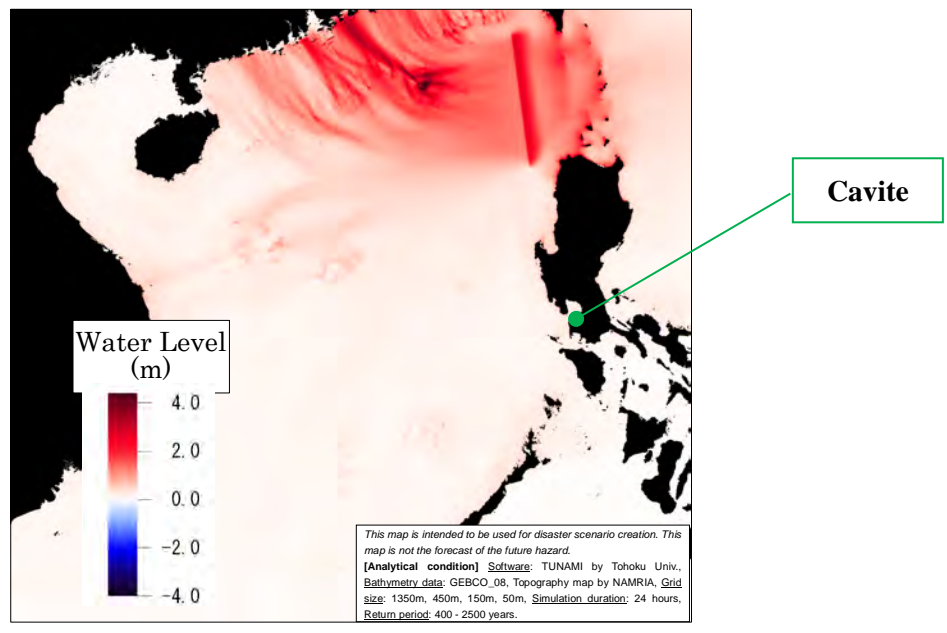 Cavite
Water Level
(m)
4.0
2.0
0.0
-2.0
-4.0
This map is intended to be used for disaster scenario creation. This
map is not the forecast of the future hazard.
[Analytical condition] Software: TUNAMI by Tohoku Univ.,
Bathymetry data: GEBCO_08, Topography map by NAMRIA, Grid
size: 1350m, 450m, 150m, 50m, Simulation duration: 24 hours,
Return period: 400 - 2500 years.